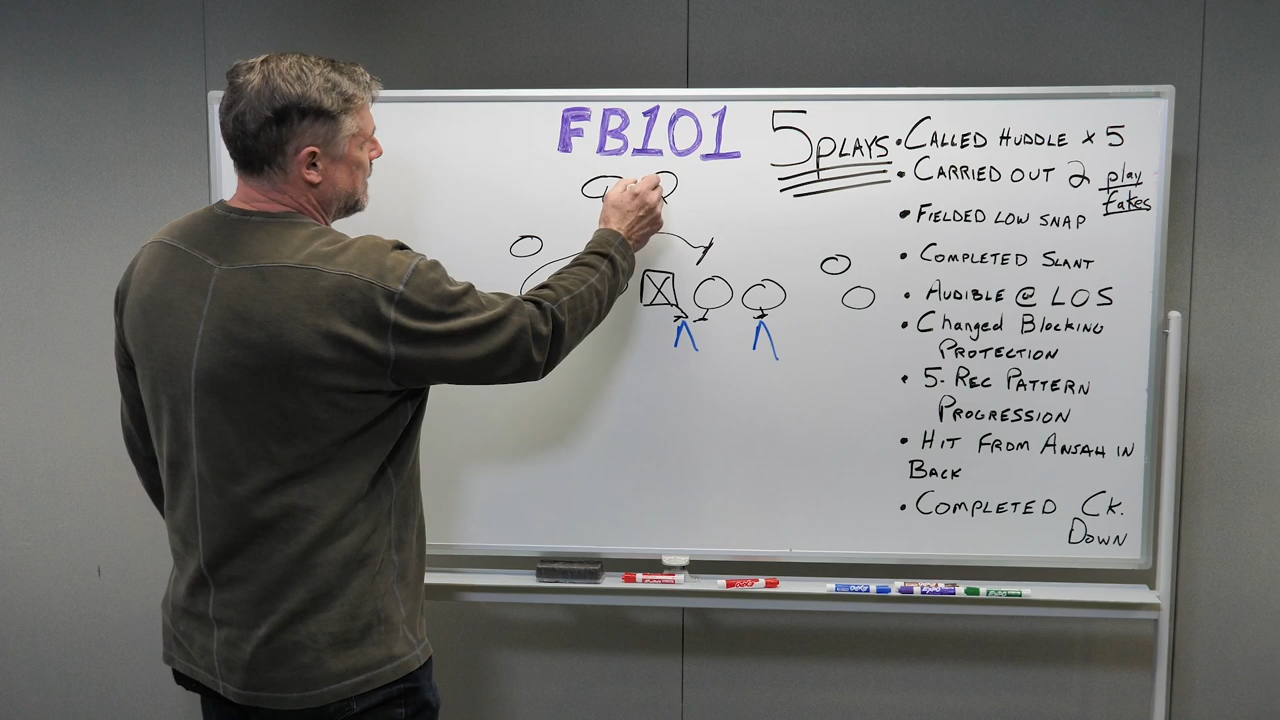 FB101
5 PLAYS
• CALLED HUDDLE x 5
• CARRIED OUT 2 play
fakes
• FIELDED LOW SNAP
• COMPLETED SLANT
• AUDIBLE @ LOS
• Changed BLOCKING
PROTECTION
• 5-REC PATTERN
PROGRESSION
• HIT FROM ANSAH IN
BACK
• COMPLETED CK.
DOWN